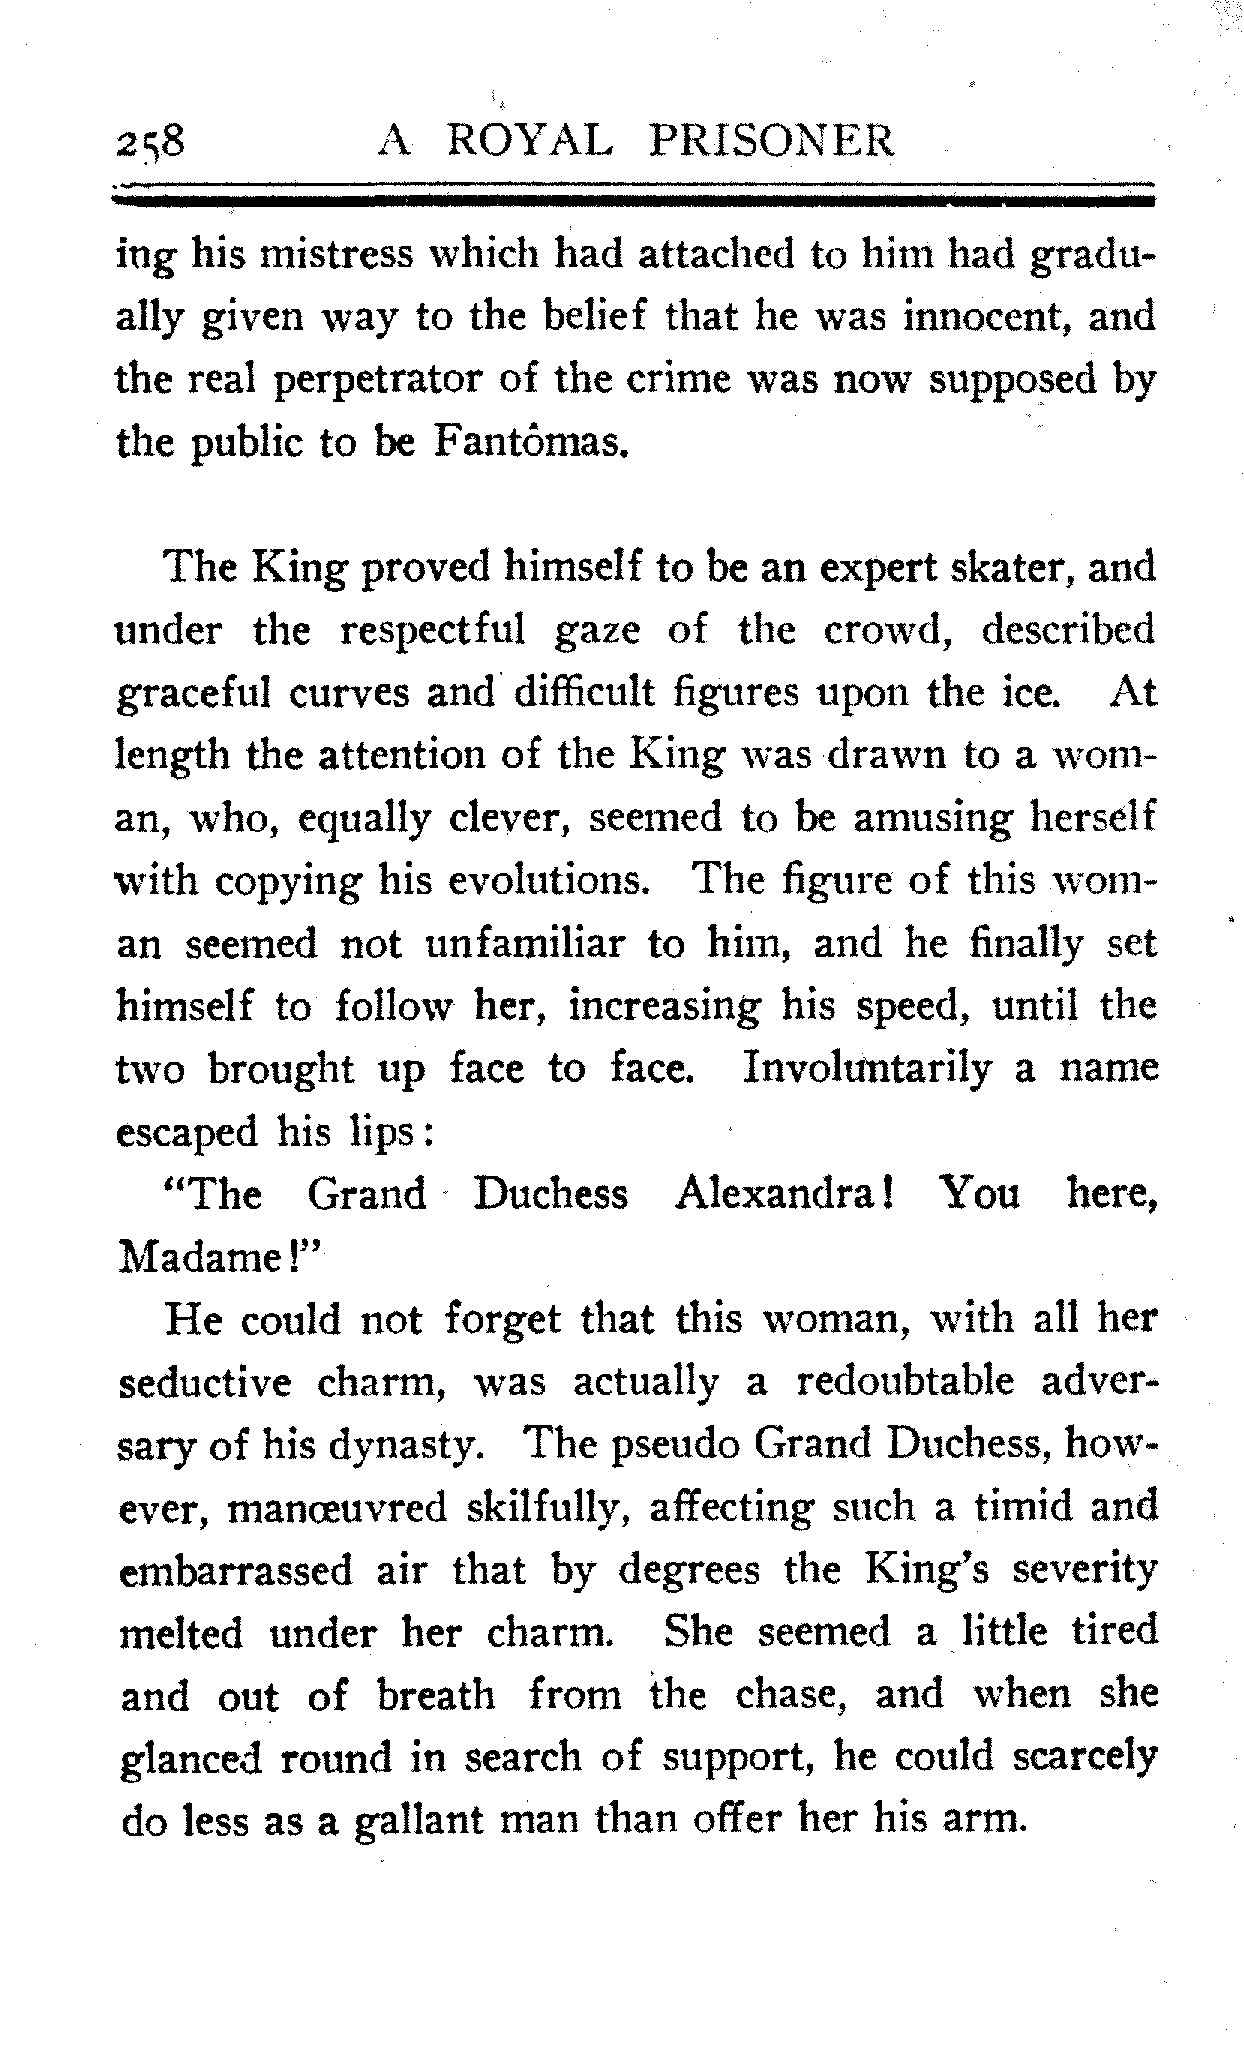 258 A ROYAL PRISONER
ing his mistress which had attached to him had gradu-
ally given way to the belief that he was innocent, and
the real perpetrator of the crime was now supposed by
the public to be Fantômas.
The King proved himself to be an expert skater, and
under the respectful gaze of the crowd, described
graceful curves and difficult figures upon the ice. At
length the attention of the King was drawn to a wom-
an, who, equally clever, seemed to be amusing herself
with copying his evolutions. The figure of this wom-
an seemed not unfamiliar to him, and he finally set
himself to follow her, increasing his speed, until the
two brought up face to face. Involuntarily a name
escaped his lips:
"The Grand Duchess Alexandra! You here,
Madame!"
He could not forget that this woman, with all her
seductive charm, was actually a redoubtable adver-
sary of his dynasty. The pseudo Grand Duchess, how-
ever, manœuvred skilfully, affecting such a timid and
embarrassed air that by degrees the King's severity
melted under her charm. She seemed a little tired
and out of breath from the chase, and when she
glanced round in search of support, he could scarcely
do less as a gallant man than offer her his arm.